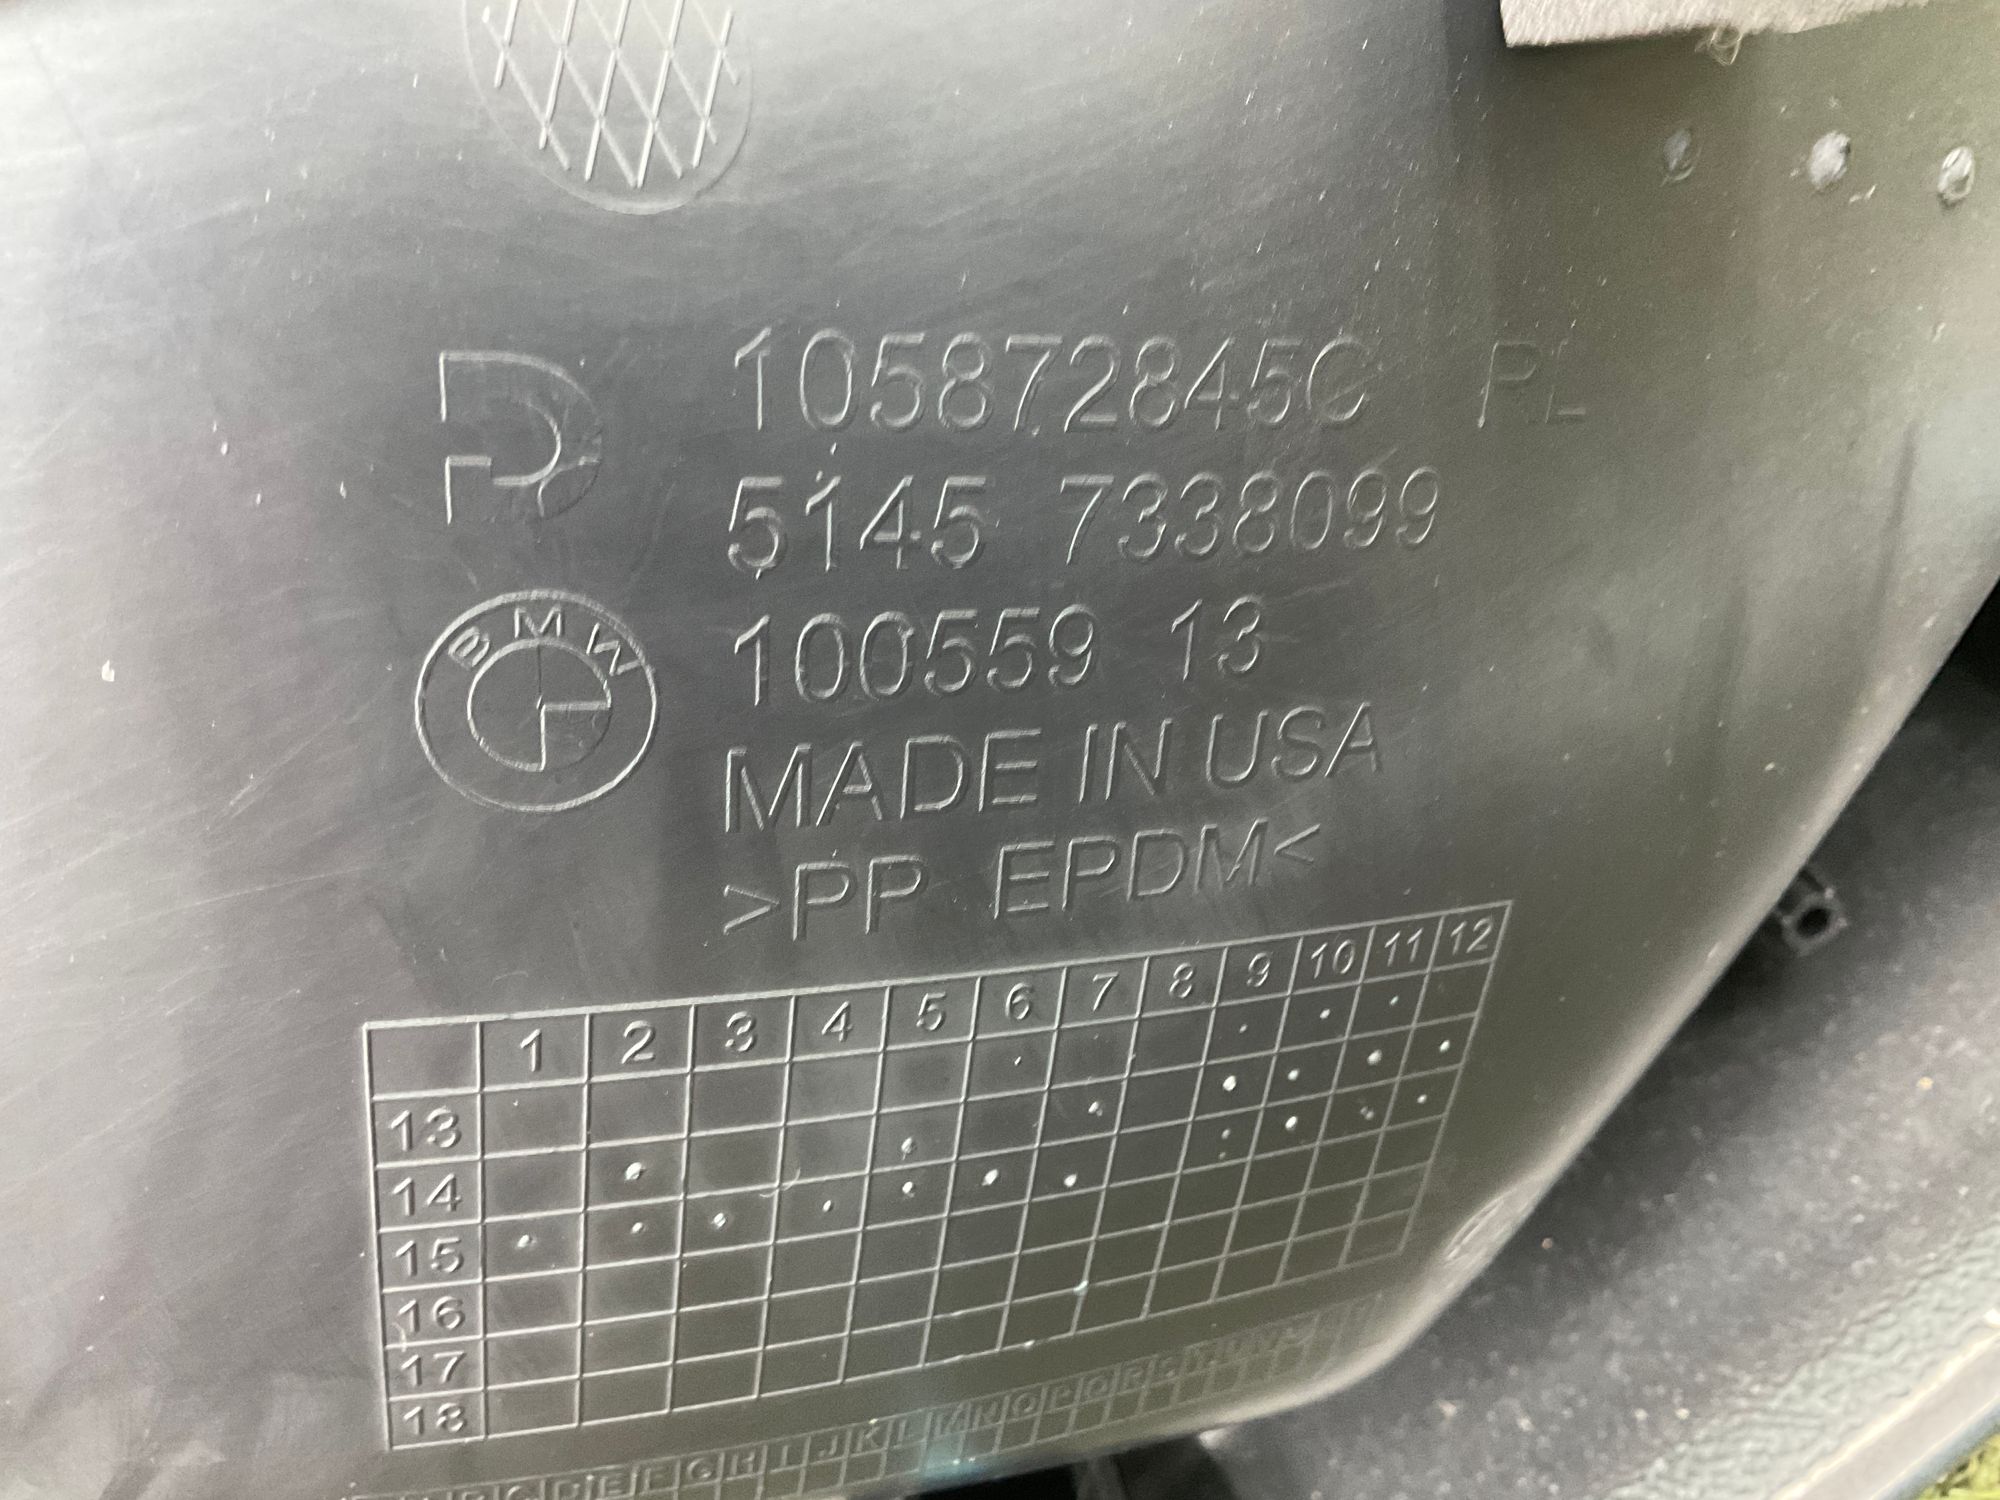 105872845C PL
5145 7338099
BMW
100559 13
MADE IN USA
>PP EPDM<
1 2 3 4 5 6 7 8 9 10 11 12
13
14
15
16
17
18
D E F G H I J K L M N O P Q R S T U V